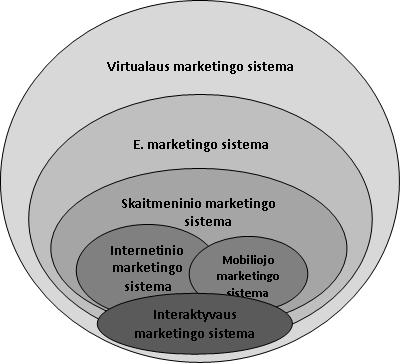 Virtualaus marketingo sistema
E. marketingo sistema
Skaitmeninio marketingo
sistema
Internetinio
marketingo
sistema
Mobiliojo
marketingo
sistema
Interaktyvaus
marketingo sistema